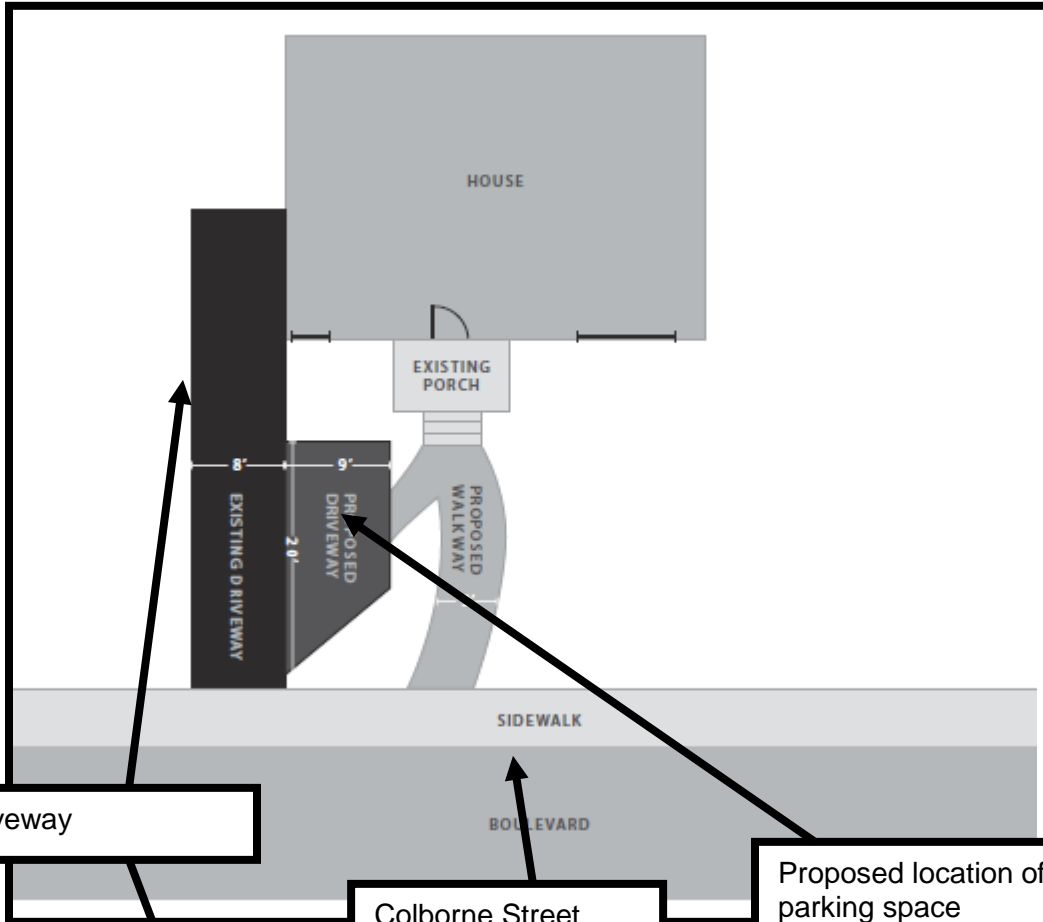 HOUSE
EXISTING
PORCH
8'
9'
EXISTING DRIVEWAY
20'
PROPOSED
DRIVEWAY
PROPOSED
WALKWAY
SIDEWALK
BOULEVARD
veway
Colborne Street
Proposed location of
parking space